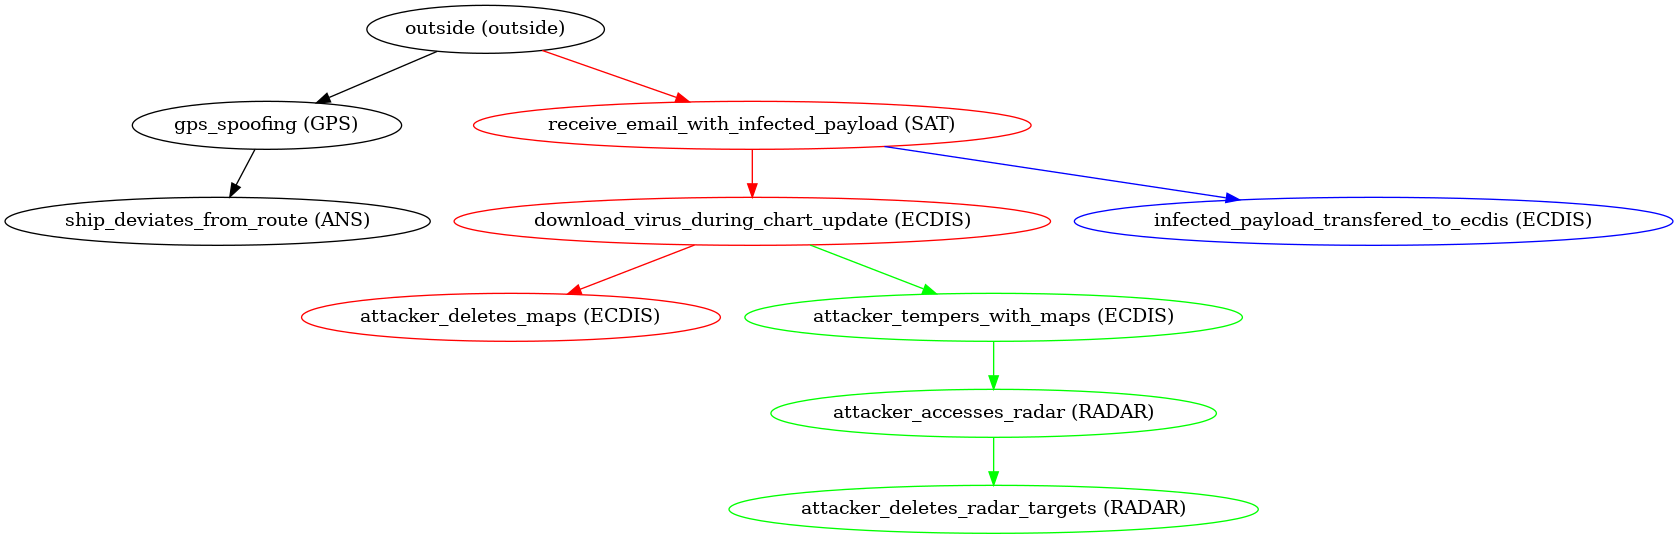 outside (outside)
gps_spoofing (GPS)
receive_email_with_infected_payload (SAT)
ship_deviates_from_route (ANS)
download_virus_during_chart_update (ECDIS)
infected_payload_transfered_to_ecdis (ECDIS)
attacker_deletes_maps (ECDIS)
attacker_tempers_with_maps (ECDIS)
attacker_accesses_radar (RADAR)
attacker_deletes_radar_targets (RADAR)